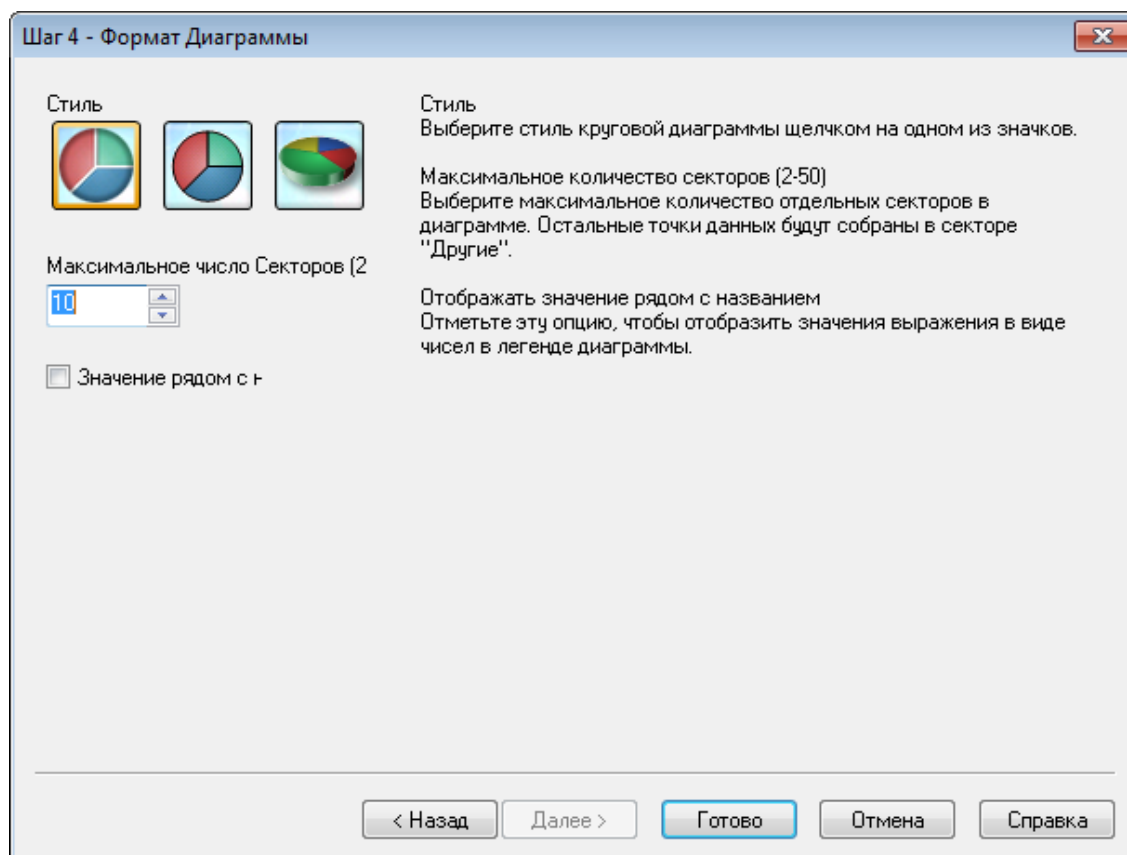 Шаг 4 - Формат Диаграммы
Стиль
Максимальное число Секторов (2
10
Значение рядом с н
Стиль
Выберите стиль круговой диаграммы щелчком на одном из значков.
Максимальное количество секторов (2-50)
Выберите максимальное количество отдельных секторов в
диаграмме. Остальные точки данных будут собраны в секторе
"Другие".
Отображать значение рядом с названием
Отметьте эту опцию, чтобы отобразить значения выражения в виде
чисел в легенде диаграммы.
< Назад
Далее >
Готово
Отмена
Справка